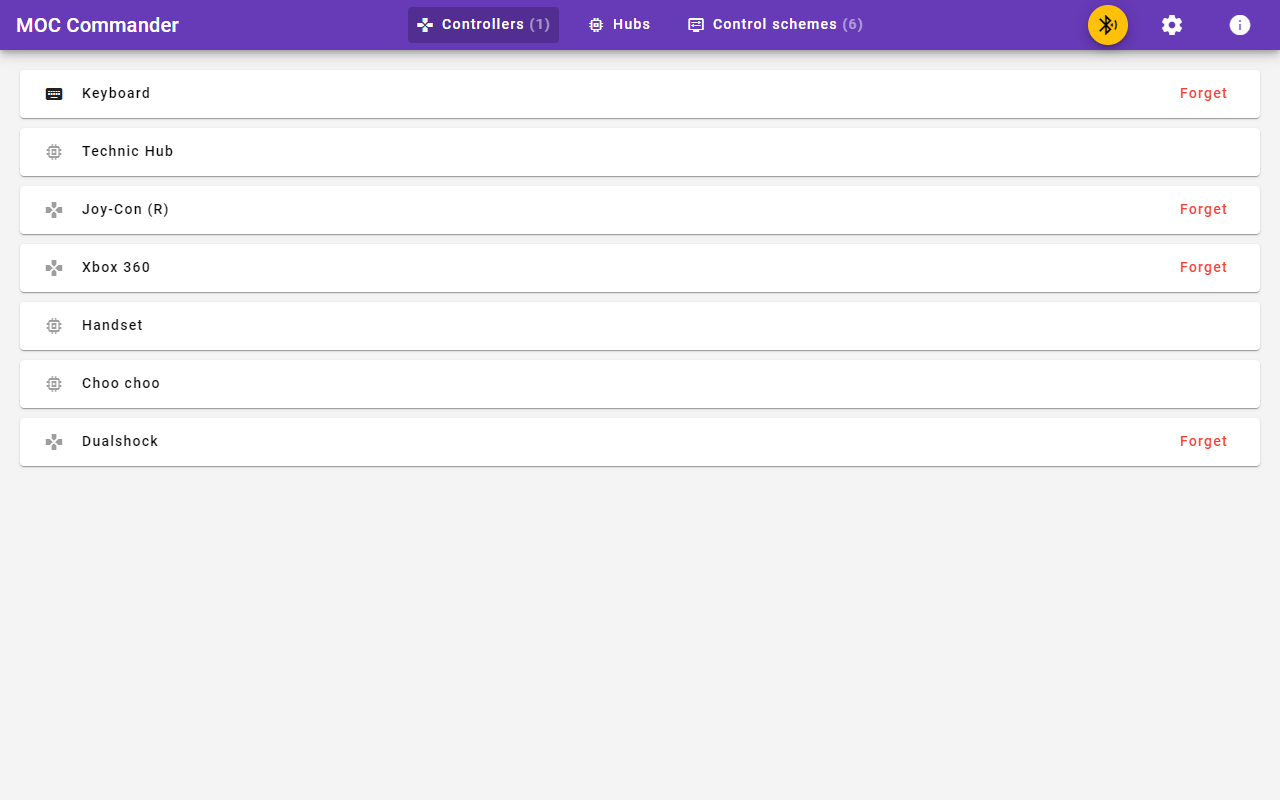 MOC Commander
Controllers (1)
Hubs
Control schemes (6)
Keyboard
Forget
Technic Hub
Joy-Con (R)
Forget
Xbox 360
Forget
Handset
Choo choo
Dualshock
Forget